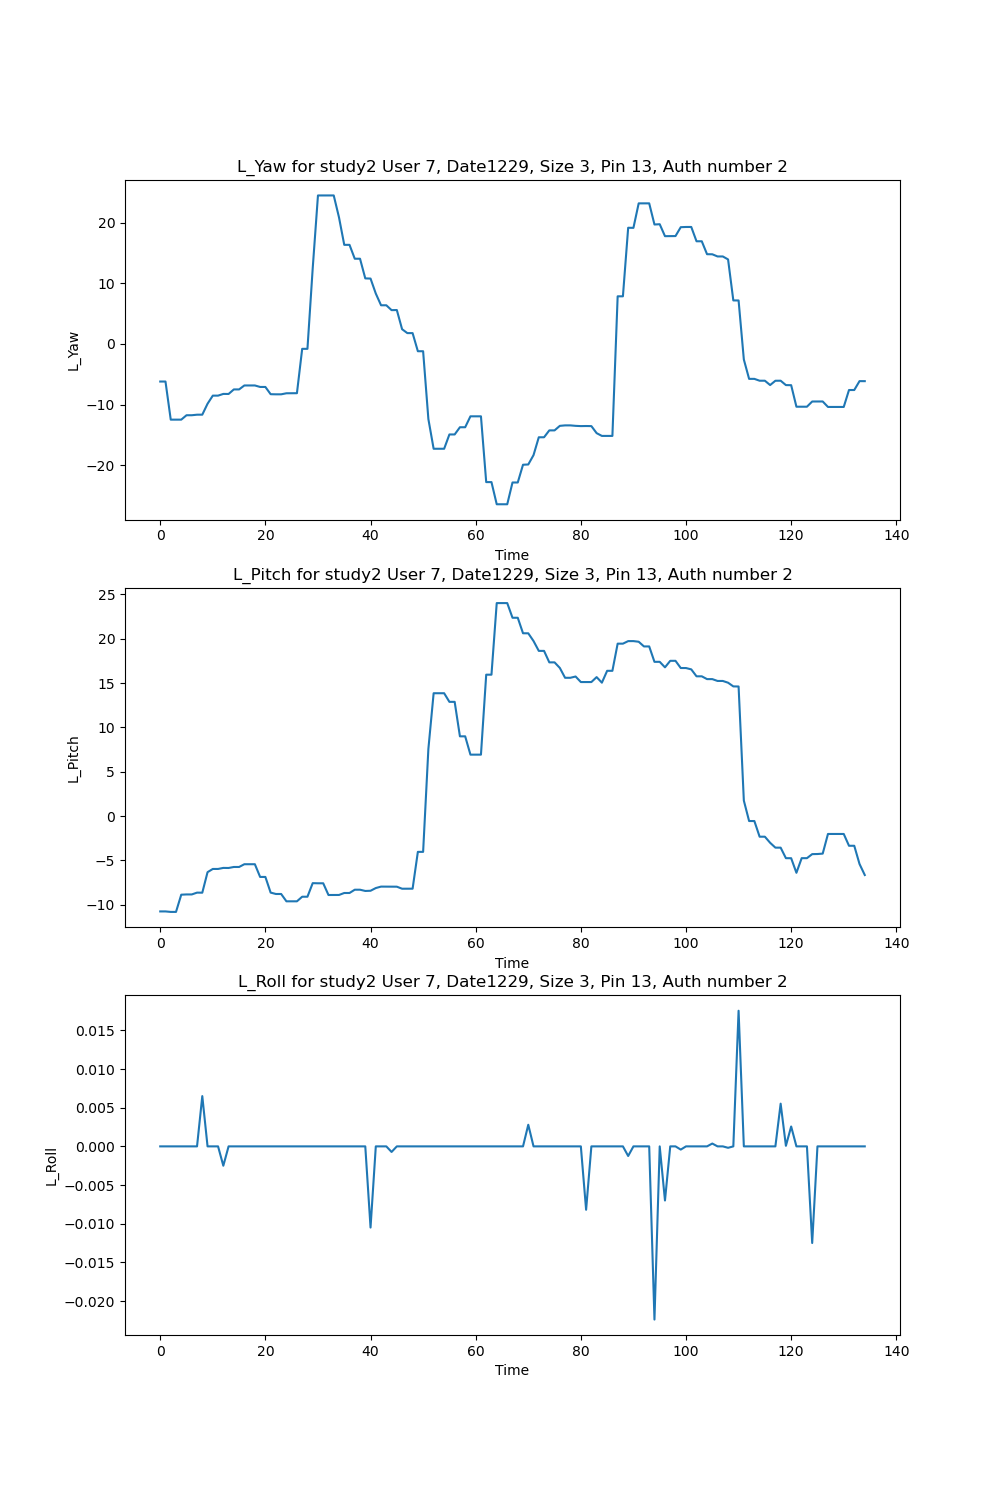 L_Yaw for study2 User 7, Date1229, Size 3, Pin 13, Auth number 2
20
10
0
−10
−20
L_Yaw
0 20 40 60 80 100 120 140
Time
L_Pitch for study2 User 7, Date1229, Size 3, Pin 13, Auth number 2
25
20
15
10
5
0
−5
−10
L_Pitch
0 20 40 60 80 100 120 140
Time
L_Roll for study2 User 7, Date1229, Size 3, Pin 13, Auth number 2
0.015
0.010
0.005
0.000
−0.005
−0.010
−0.015
−0.020
L_Roll
0 20 40 60 80 100 120 140
Time